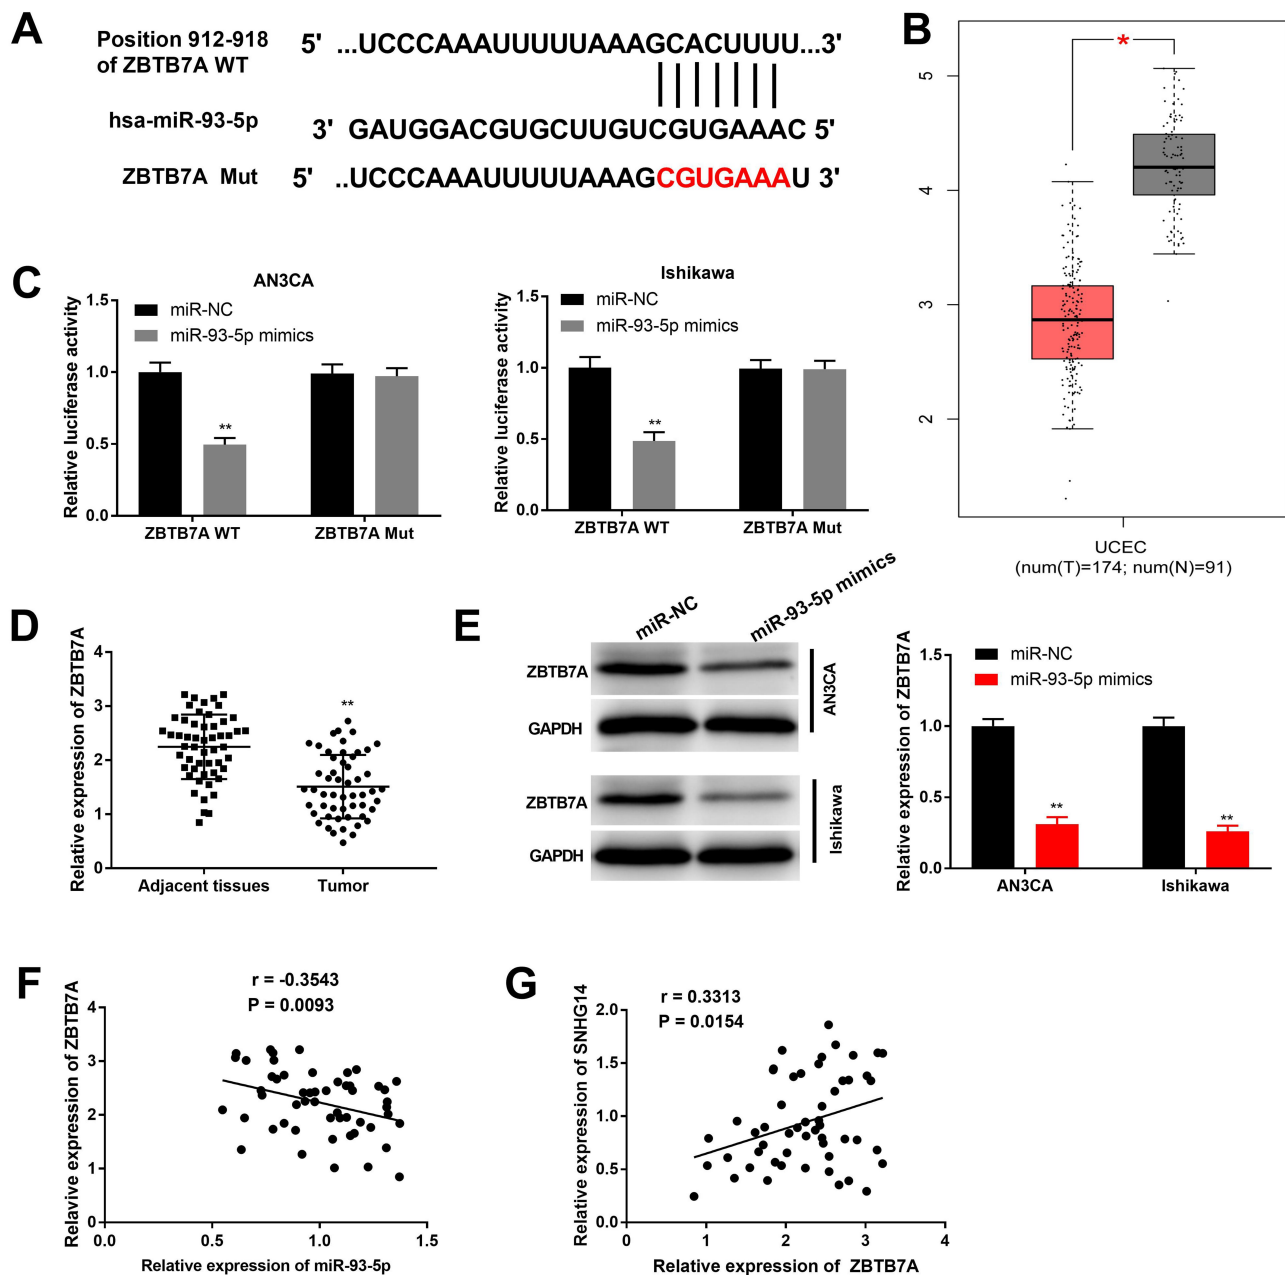 A
Position 912-918
of ZBTB7A WT
5' ...UCCCAAAUUUUUAAAGCACUUUU...3'
hsa-miR-93-5p
3' GAUGGACGUGCUUGUCGUGAAAC 5'
ZBTB7A Mut
5' ..UCCCAAAUUUUUAAAGCGUGAAAU 3'
B
*
5
4
3
2
UCEC
(num(T)=174; num(N)=91)
C
AN3CA
Relative luciferase activity
1.5
1.0
0.5
0.0
miR-NC
miR-93-5p mimics
**
ZBTB7A WT
ZBTB7A Mut
Ishikawa
Relative luciferase activity
1.5
1.0
0.5
0.0
miR-NC
miR-93-5p mimics
**
ZBTB7A WT
ZBTB7A Mut
D
Relative expression of ZBTB7A
4
3
2
1
0
**
Adjacent tissues
Tumor
E
miR-NC
miR-93-5p mimics
ZBTB7A
GAPDH
AN3CA
ZBTB7A
GAPDH
Ishikawa
Relative expression of ZBTB7A
1.5
1.0
0.5
0.0
miR-NC
miR-93-5p mimics
**
**
AN3CA
Ishikawa
F
r = -0.3543
P = 0.0093
Relavive expression of ZBTB7A
4
3
2
1
0
0.0
0.5
1.0
1.5
Relative expression of miR-93-5p
G
r = 0.3313
P = 0.0154
Relative expression of SNHG14
2.0
1.5
1.0
0.5
0.0
0
1
2
3
4
Relative expression of ZBTB7A